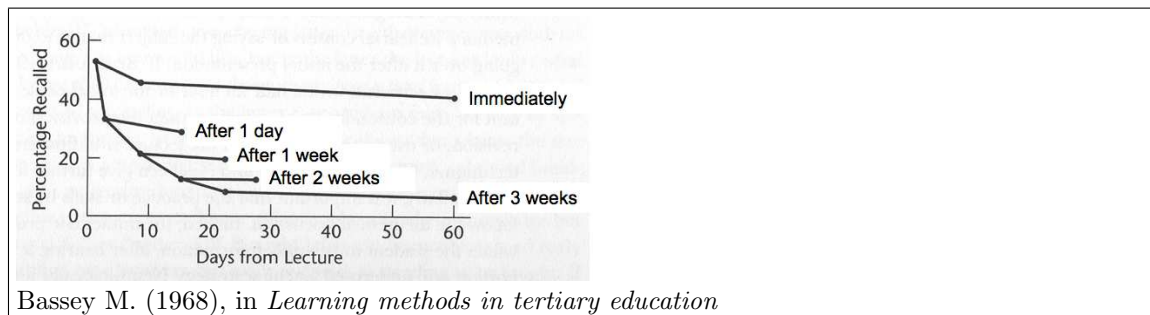 60
40
20
0
Percentage Recalled
Immediately
After 1 day
After 1 week
After 2 weeks
After 3 weeks
0 10 20 30 40 50 60
Days from Lecture
Bassey M. (1968), in Learning methods in tertiary education